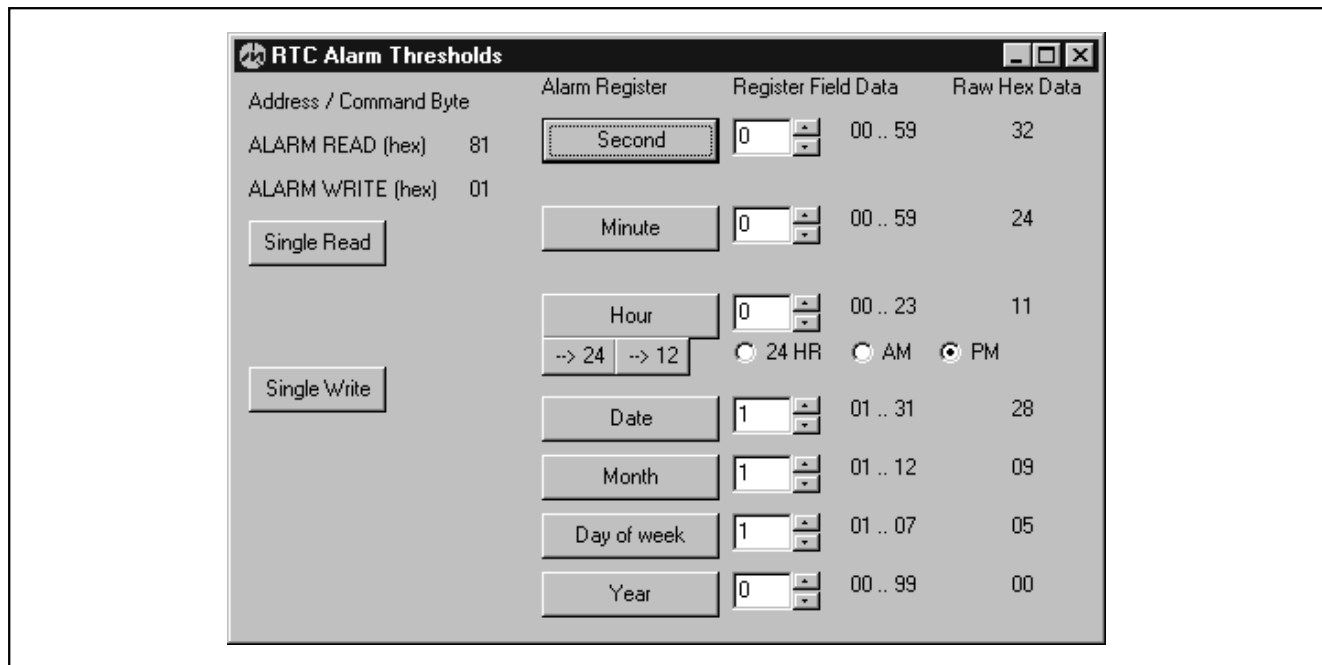 RTC Alarm Thresholds
Address / Command Byte
Alarm Register Register Field Data Raw Hex Data
ALARM READ (hex) 81
Second 0 00 .. 59 32
ALARM WRITE (hex) 01
Single Read
Minute 0 00 .. 59 24
Hour 0 00 .. 23 11
--> 24 --> 12 24 HR AM PM
Single Write
Date 1 01 .. 31 28
Month 1 01 .. 12 09
Day of week 1 01 .. 07 05
Year 0 00 .. 99 00